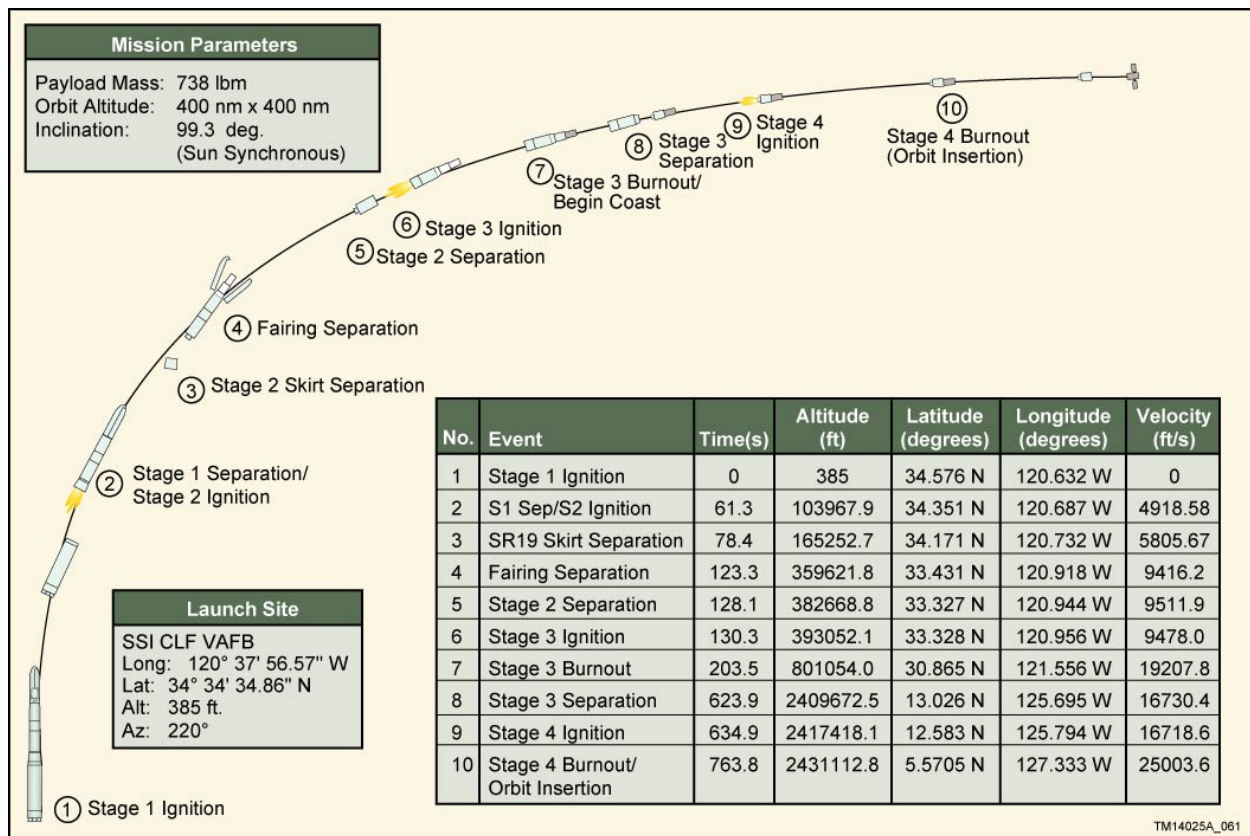 Mission Parameters
Payload Mass: 738 lbm
Orbit Altitude: 400 nm x 400 nm
Inclination: 99.3 deg.
(Sun Synchronous)
10
Stage 4 Burnout
(Orbit Insertion)
9 Stage 4
Ignition
8 Stage 3
Separation
7 Stage 3 Burnout/
Begin Coast
6 Stage 3 Ignition
5 Stage 2 Separation
4 Fairing Separation
3 Stage 2 Skirt Separation
2 Stage 1 Separation/
Stage 2 Ignition
Launch Site
SSI CLF VAFB
Long: 120° 37' 56.57" W
Lat: 34° 34' 34.86" N
Alt: 385 ft.
Az: 220°
1 Stage 1 Ignition
No. Event Time(s) Altitude (ft) Latitude (degrees) Longitude (degrees) Velocity (ft/s)
1 Stage 1 Ignition 0 385 34.576 N 120.632 W 0
2 S1 Sep/S2 Ignition 61.3 103967.9 34.351 N 120.687 W 4918.58
3 SR19 Skirt Separation 78.4 165252.7 34.171 N 120.732 W 5805.67
4 Fairing Separation 123.3 359621.8 33.431 N 120.918 W 9416.2
5 Stage 2 Separation 128.1 382668.8 33.327 N 120.944 W 9511.9
6 Stage 3 Ignition 130.3 393052.1 33.328 N 120.956 W 9478.0
7 Stage 3 Burnout 203.5 801054.0 30.865 N 121.556 W 19207.8
8 Stage 3 Separation 623.9 2409672.5 13.026 N 125.695 W 16730.4
9 Stage 4 Ignition 634.9 2417418.1 12.583 N 125.794 W 16718.6
10 Stage 4 Burnout/ 763.8 2431112.8 5.5705 N 127.333 W 25003.6
Orbit Insertion
TM14025A_061